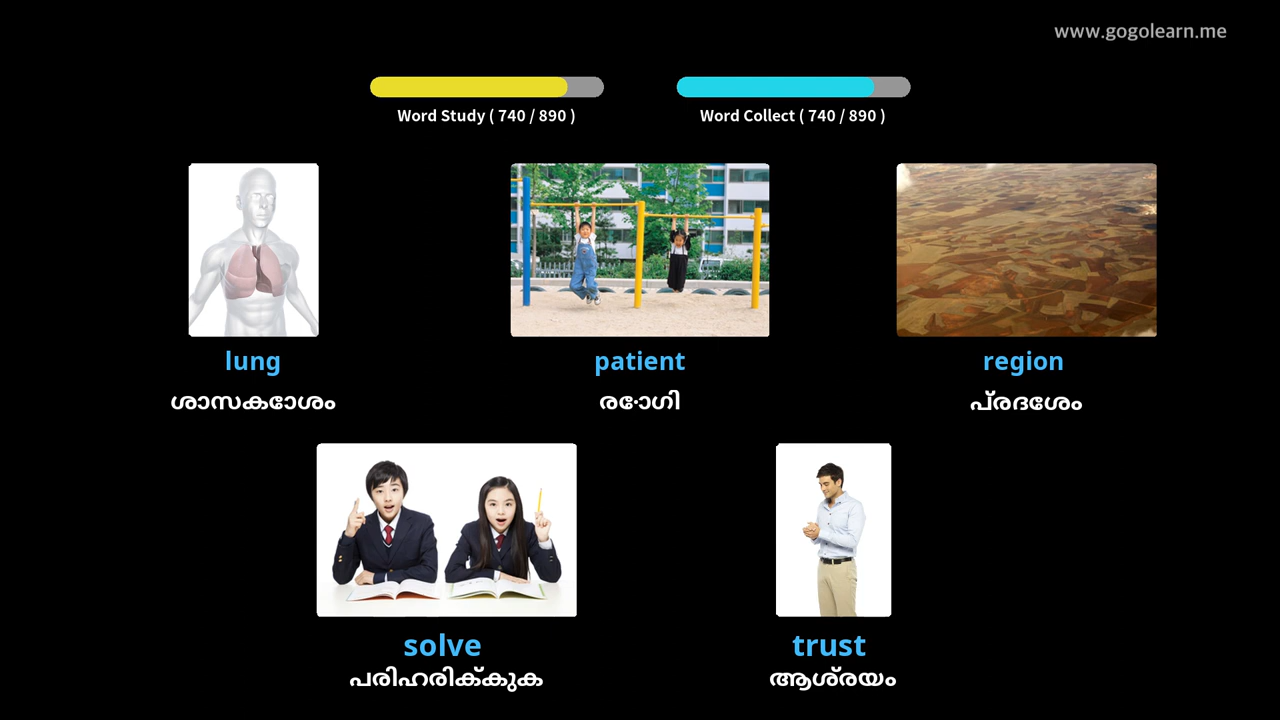 www.gogolearn.me
Word Study ( 740 / 890 )
Word Collect ( 740 / 890 )
lung
patient
region
ശാസകോശം
രോഗി
പ്രദേശം
solve
trust
പരിഹരിക്കുക
ആശ്രയം